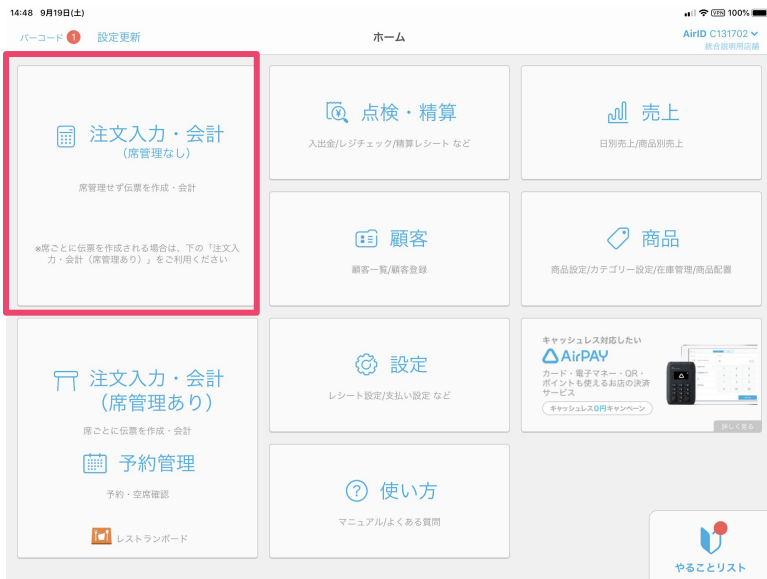 14:48 9月19日(土)
VPN 100%
バーコード 1 設定更新
ホーム
AirID C131702
統合説明用店舗
注文入力・会計
(席管理なし)
席管理せず伝票を作成・会計
※席ごとに伝票を作成される場合は、下の「注文入
力・会計(席管理あり)」をご利用ください
点検・精算
入出金/レジチェック/精算レシート など
売上
日別売上/商品別売上
顧客
顧客一覧/顧客登録
商品
商品設定/カテゴリー設定/在庫管理/商品配置
注文入力・会計
(席管理あり)
席ごとに伝票を作成・会計
予約管理
予約・空席確認
レストランボード
設定
レシート設定/支払い設定 など
キャッシュレス対応したい
AirPAY
カード・電子マネー・QR・
ポイントも使えるお店の決済
サービス
キャッシュレス0円キャンペーン
詳しく見る
使い方
マニュアル/よくある質問
やることリスト